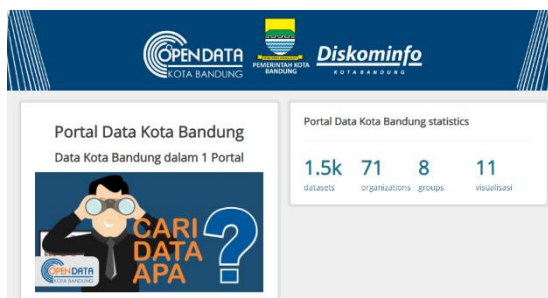 OPENDATA
KOTA BANDUNG
PEMERINTAH KOTA
BANDUNG
Diskominfo
KOTA BANDUNG
Portal Data Kota Bandung
Data Kota Bandung dalam 1 Portal
CARI
DATA
APA
?
OPENDATA
KOTA BANDUNG
Portal Data Kota Bandung statistics
1.5k 71 8 11
datasets organizations groups visualisasi